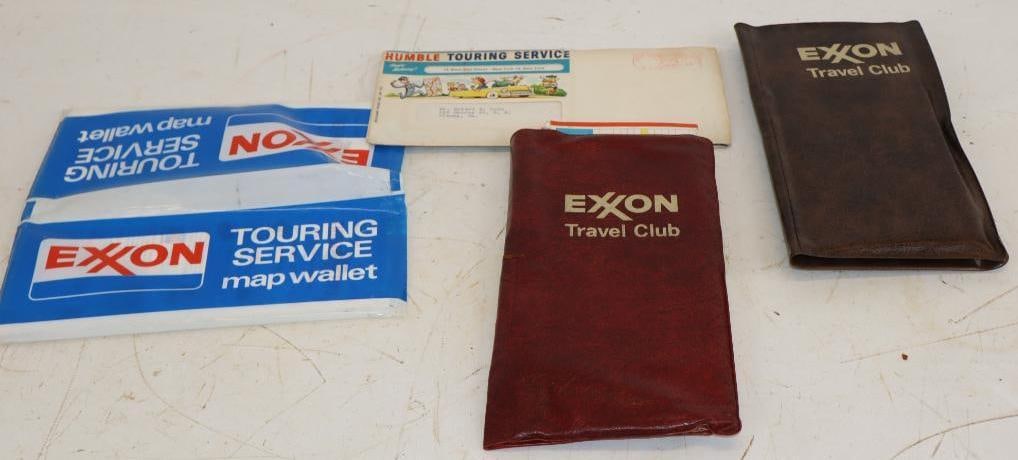 HUMBLE TOURING SERVICE
EXXON
Travel Club
EXXON
TOURING
SERVICE
map wallet
EXXON
TOURING
SERVICE
map wallet
EXXON
Travel Club